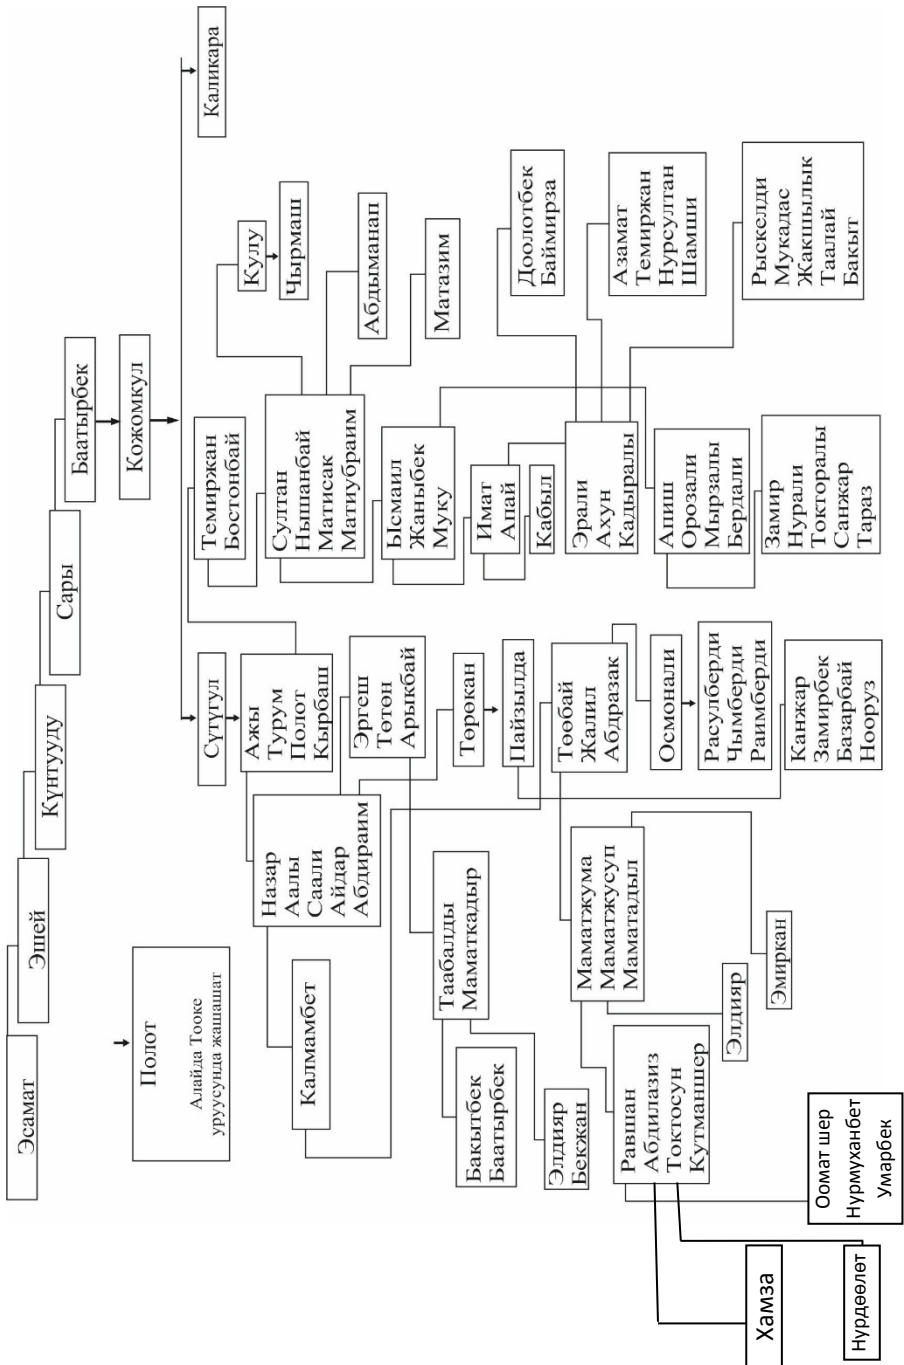 Эсамат
Эшей
Күнтууду
Сары
Баатырбек
Кожомкул
Каликара
Полот
Алайда Тооке
уруусунда жашашат
Сүтүгул
Ажы
Турум
Полот
Кырбаш
Темиржан
Бостонбай
Кулу
Чырмаш
Султан
Нышанбай
Матисак
Матиубраим
Абдыманап
Матазим
Ысмаил
Жаныбек
Муку
Имат
Апай
Кабыл
Эрали
Ахун
Кадыралы
Доолотбек
Баймирза
Азамат
Темиржан
Нурсултан
Шамши
Рыскелди
Мукадас
Жакшылык
Таалай
Бакыт
Апиш
Орозали
Мырзалы
Бердали
Замир
Нурали
Токторалы
Санжар
Тараз
Назар
Аалы
Саали
Айдар
Абдираим
Эргеш
Төтөн
Арыкбай
Төрөкан
Пайзылда
Калмамбет
Таабалды
Маматкадыр
Бакытбек
Баатырбек
Элдияр
Бекжан
Төөбай
Жалил
Абдразак
Осмонали
Расулберди
Чымберди
Раимберди
Канжар
Замирбек
Базарбай
Нооруз
Маматжума
Маматжусуп
Маматадыл
Равшан
Абдилазиз
Токтосун
Кутманшер
Элдияр
Эмиркан
Оомат шер
Нурмуханбет
Умарбек
Хамза
Нурдөөлөт